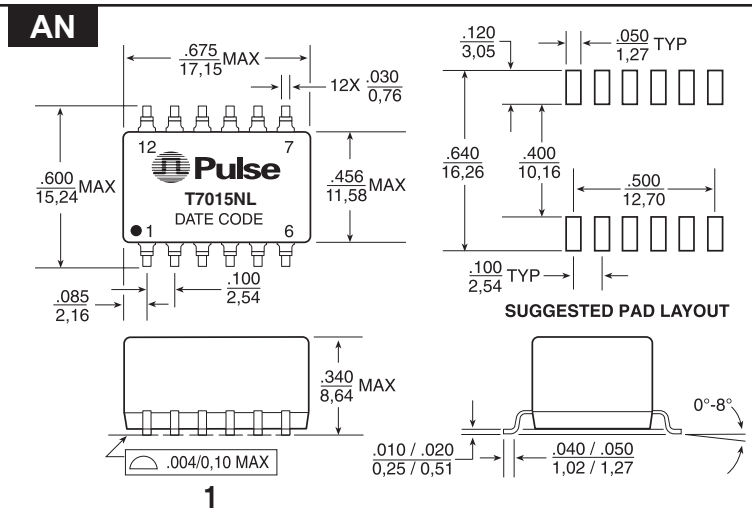 AN
.675
17,15 MAX
12X .030
0,76
.600
15,24 MAX
12 7
Pulse
T7015NL
DATE CODE
1 6
.456
11,58 MAX
.100
2,54
.085
2,16
.120
3,05
.050
1,27 TYP
.640
16,26
.400
10,16
.500
12,70
.100
2,54 TYP
SUGGESTED PAD LAYOUT
.340
8,64 MAX
.004/0,10 MAX
1
0°-8°
.010 / .020
0,25 / 0,51
.040 / .050
1,02 / 1,27